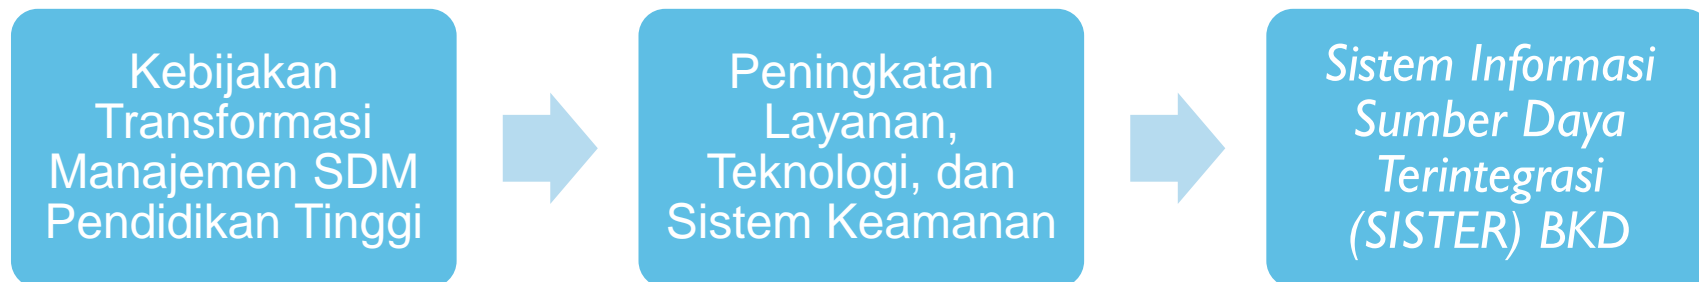 Kebijakan
Transformasi
Manajemen SDM
Pendidikan Tinggi
Peningkatan
Layanan,
Teknologi, dan
Sistem Keamanan
Sistem Informasi
Sumber Daya
Terintegrasi
(SISTER) BKD